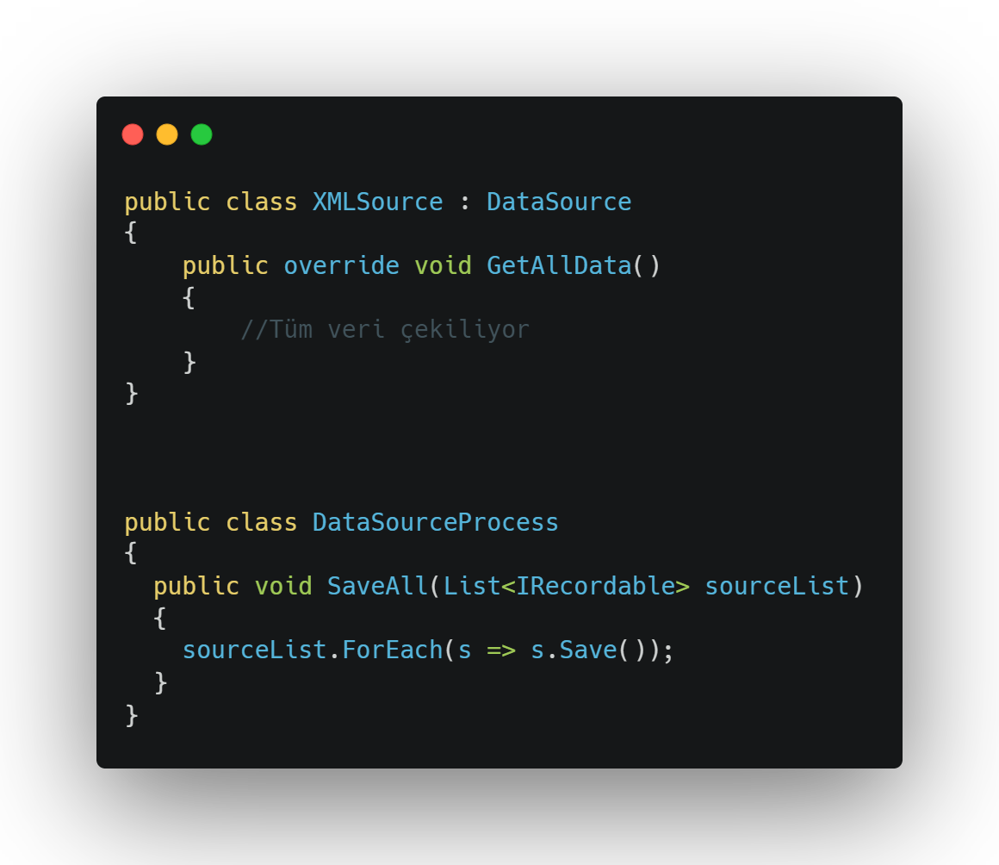 public class XMLSource : DataSource
{
    public override void GetAllData()
    {
        //Tüm veri çekiliyor
    }
}
public class DataSourceProcess
{
  public void SaveAll(List<IRecordable> sourceList)
  {
    sourceList.ForEach(s => s.Save());
  }
}